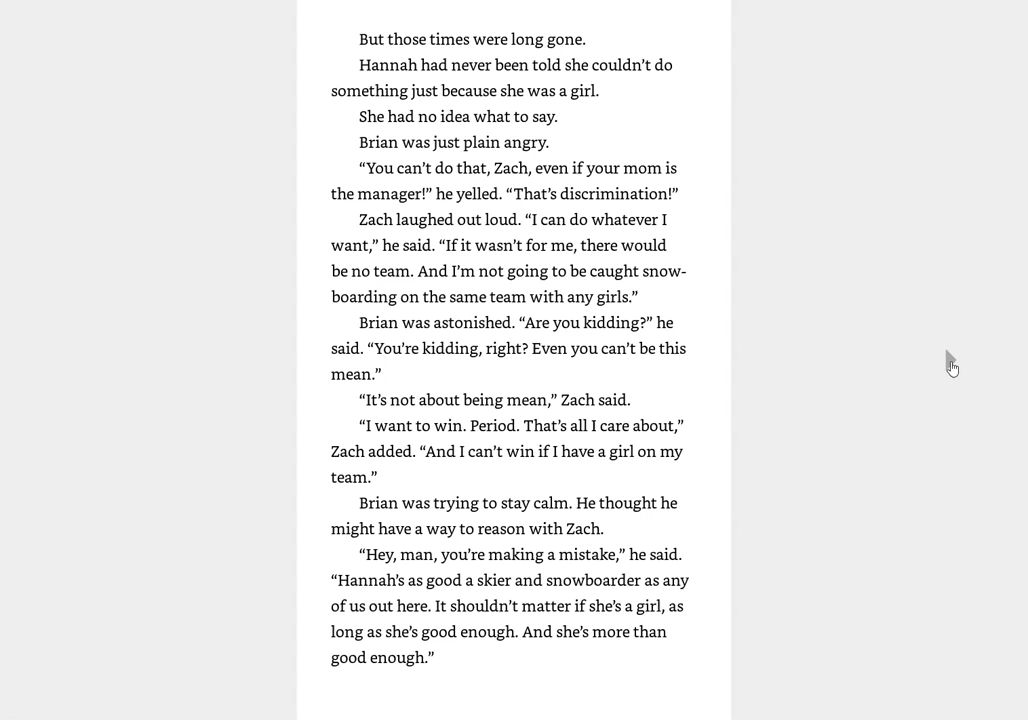 But those times were long gone.
Hannah had never been told she couldn’t do
something just because she was a girl.
She had no idea what to say.
Brian was just plain angry.
“You can’t do that, Zach, even if your mom is
the manager!” he yelled. “That’s discrimination!”
Zach laughed out loud. “I can do whatever I
want,” he said. “If it wasn’t for me, there would
be no team. And I’m not going to be caught snow-
boarding on the same team with any girls.”
Brian was astonished. “Are you kidding?” he
said. “You’re kidding, right? Even you can’t be this
mean.”
“It’s not about being mean,” Zach said.
“I want to win. Period. That’s all I care about,”
Zach added. “And I can’t win if I have a girl on my
team.”
Brian was trying to stay calm. He thought he
might have a way to reason with Zach.
“Hey, man, you’re making a mistake,” he said.
“Hannah’s as good a skier and snowboarder as any
of us out here. It shouldn’t matter if she’s a girl, as
long as she’s good enough. And she’s more than
good enough.”